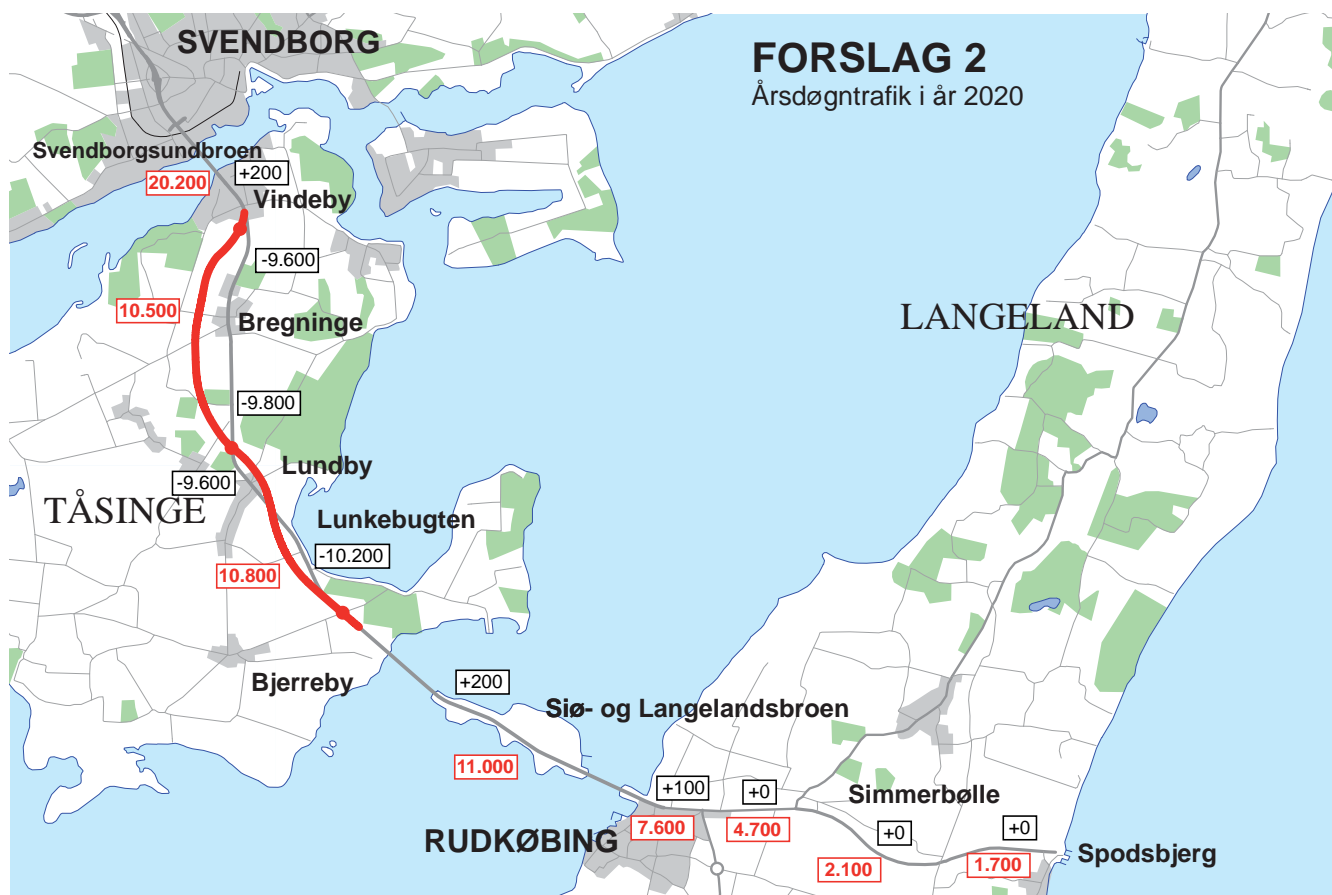 SVENDBORG
FORSLAG 2
Årsdøgntrafik i år 2020
Svendborgsundbroen
+200
20.200
Vindeby
-9.600
10.500
Bregninge
LANGELAND
-9.800
Lundby
-9.600
TÅSINGE
Lunkebugten
-10.200
10.800
Bjerreby
+200
Siø- og Langelandsbroen
11.000
+100
+0
Simmerbølle
7.600
4.700
+0
+0
RUDKØBING
2.100
1.700
Spodsbjerg